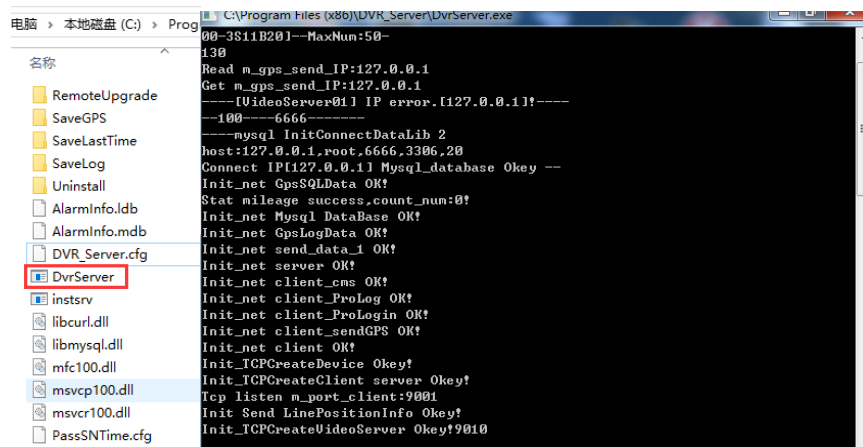 电脑 › 本地磁盘 (C:) › Prog
名称
RemoteUpgrade
SaveGPS
SaveLastTime
SaveLog
Uninstall
AlarmInfo.ldb
AlarmInfo.mdb
DVR_Server.cfg
DvrServer
instsrv
libcurl.dll
libmysql.dll
mfc100.dll
msvcp100.dll
msvcr100.dll
PassSNTime.cfg
C:\Program Files (x86)\DVR_Server\DvrServer.exe
00-3S11B20]--MaxNum:50-
130
Read m_gps_send_IP:127.0.0.1
Get m_gps_send_IP:127.0.0.1
----[VideoServer01] IP error.[127.0.0.1]!----
--100----6666-------
----mysql InitConnectDataLib 2
host:127.0.0.1,root,6666,3306,20
Connect IP[127.0.0.1] Mysql_database Okey --
Init_net GpsSQLData OK!
Stat mileage success,count_num:0!
Init_net Mysql DataBase OK!
Init_net GpsLogData OK!
Init_net send_data_1 OK!
Init_net server OK!
Init_net client_cms OK!
Init_net client_ProLog OK!
Init_net client_ProLogin OK!
Init_net client_sendGPS OK!
Init_net client OK!
Init_TCPCreateDevice Okey!
Init_TCPCreateClient server Okey!
Tcp listen m_port_client:9001
Init Send LinePositionInfo Okey!
Init_TCPCreateVideoServer Okey!9010